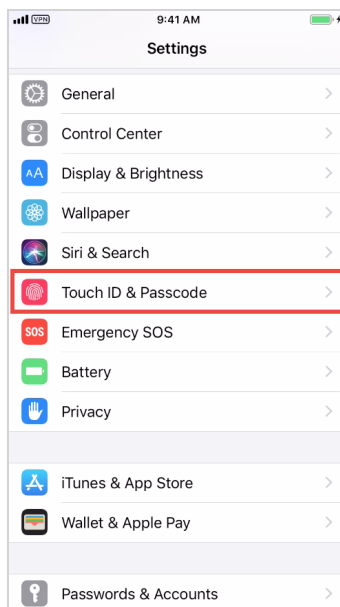 VPN 9:41 AM
Settings
General
Control Center
AA Display & Brightness
Wallpaper
Siri & Search
Touch ID & Passcode
SOS Emergency SOS
Battery
Privacy
iTunes & App Store
Wallet & Apple Pay
Passwords & Accounts